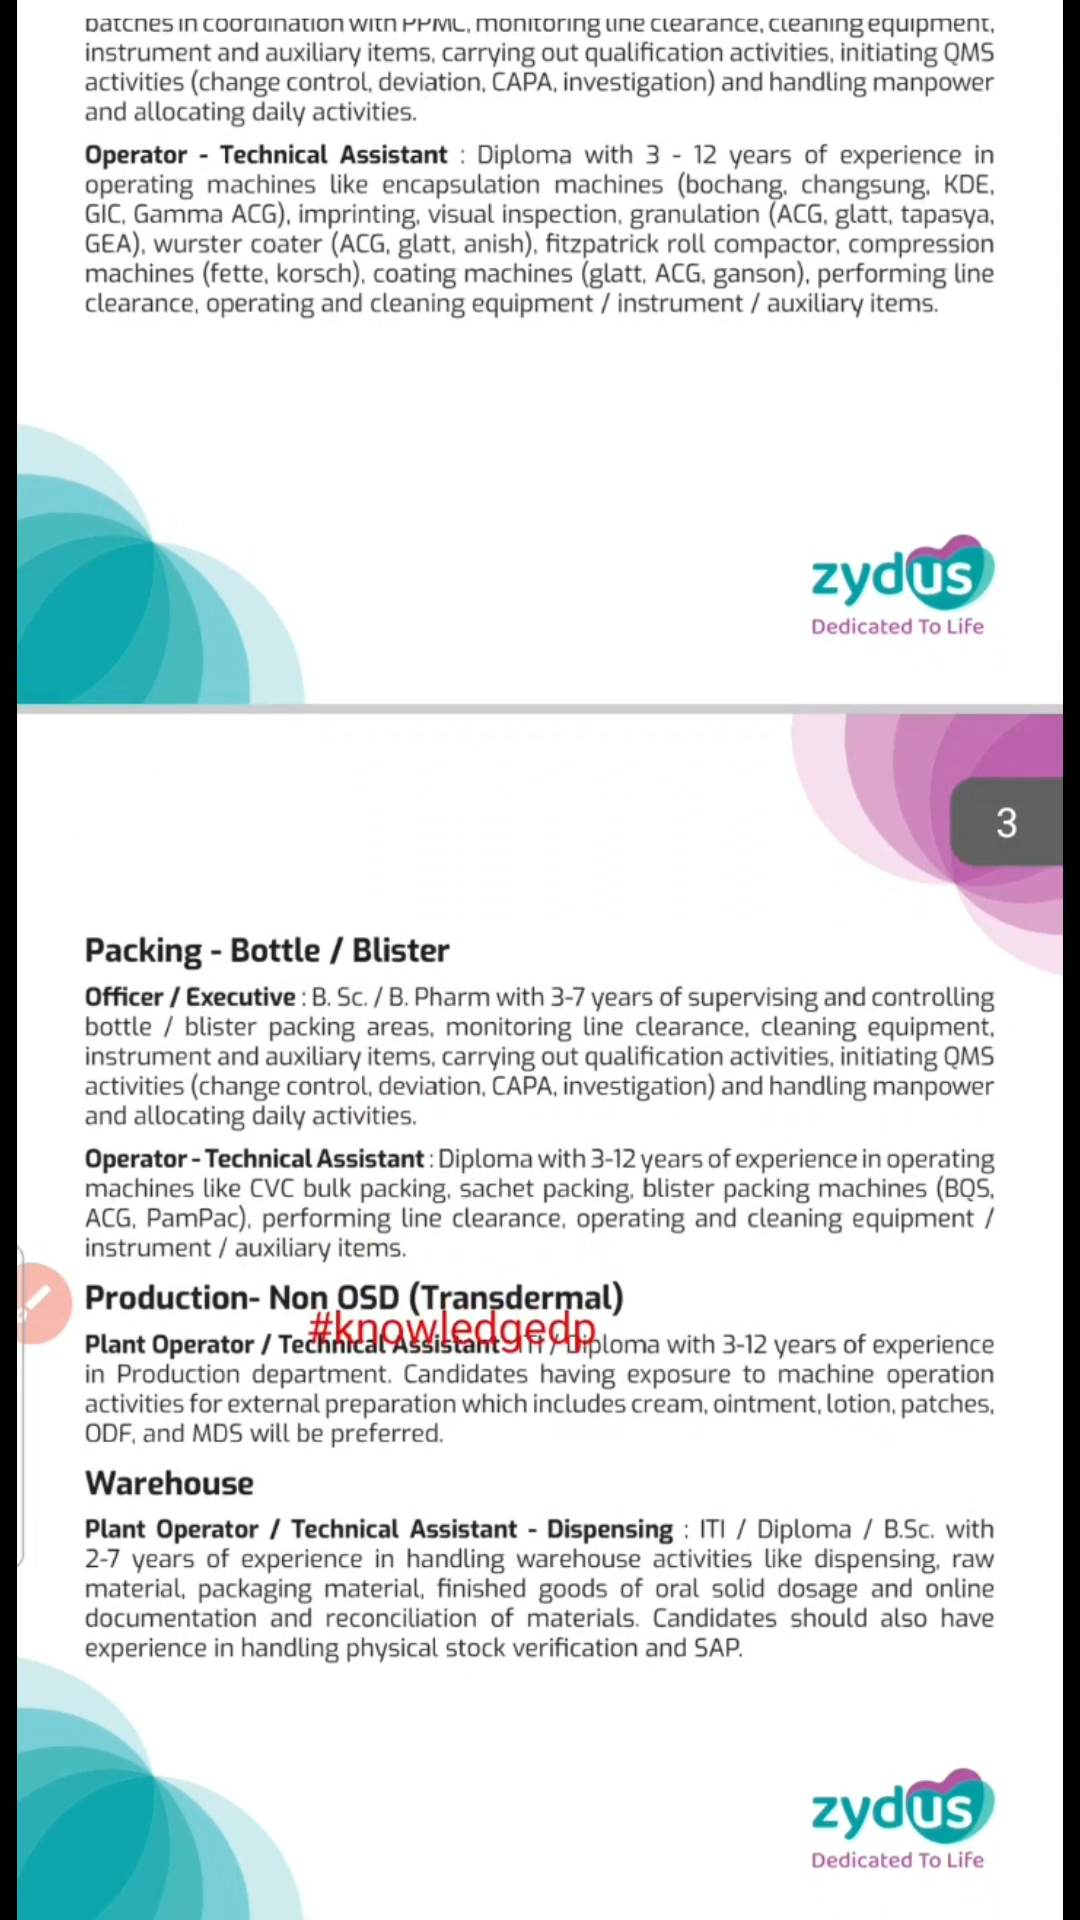 batches in coordination with PPMC, monitoring line clearance, cleaning equipment,
instrument and auxiliary items, carrying out qualification activities, initiating QMS
activities (change control, deviation, CAPA, investigation) and handling manpower
and allocating daily activities.
Operator - Technical Assistant : Diploma with 3 - 12 years of experience in
operating machines like encapsulation machines (bochang, changsung, KDE,
GIC, Gamma ACG), imprinting, visual inspection, granulation (ACG, glatt, tapasya,
GEA), wurster coater (ACG, glatt, anish), fitzpatrick roll compactor, compression
machines (fette, korsch), coating machines (glatt, ACG, ganson), performing line
clearance, operating and cleaning equipment / instrument / auxiliary items.
zydus
Dedicated To Life
3
Packing - Bottle / Blister
Officer / Executive : B. Sc. / B. Pharm with 3-7 years of supervising and controlling
bottle / blister packing areas, monitoring line clearance, cleaning equipment,
instrument and auxiliary items, carrying out qualification activities, initiating QMS
activities (change control, deviation, CAPA, investigation) and handling manpower
and allocating daily activities.
Operator - Technical Assistant : Diploma with 3-12 years of experience in operating
machines like CVC bulk packing, sachet packing, blister packing machines (BQS,
ACG, PamPac), performing line clearance, operating and cleaning equipment /
instrument / auxiliary items.
Production- Non OSD (Transdermal)
#knowledgedp
Plant Operator / Technical Assistant : ITI / Diploma with 3-12 years of experience
in Production department. Candidates having exposure to machine operation
activities for external preparation which includes cream, ointment, lotion, patches,
ODF, and MDS will be preferred.
Warehouse
Plant Operator / Technical Assistant - Dispensing : ITI / Diploma / B.Sc. with
2-7 years of experience in handling warehouse activities like dispensing, raw
material, packaging material, finished goods of oral solid dosage and online
documentation and reconciliation of materials. Candidates should also have
experience in handling physical stock verification and SAP.
zydus
Dedicated To Life